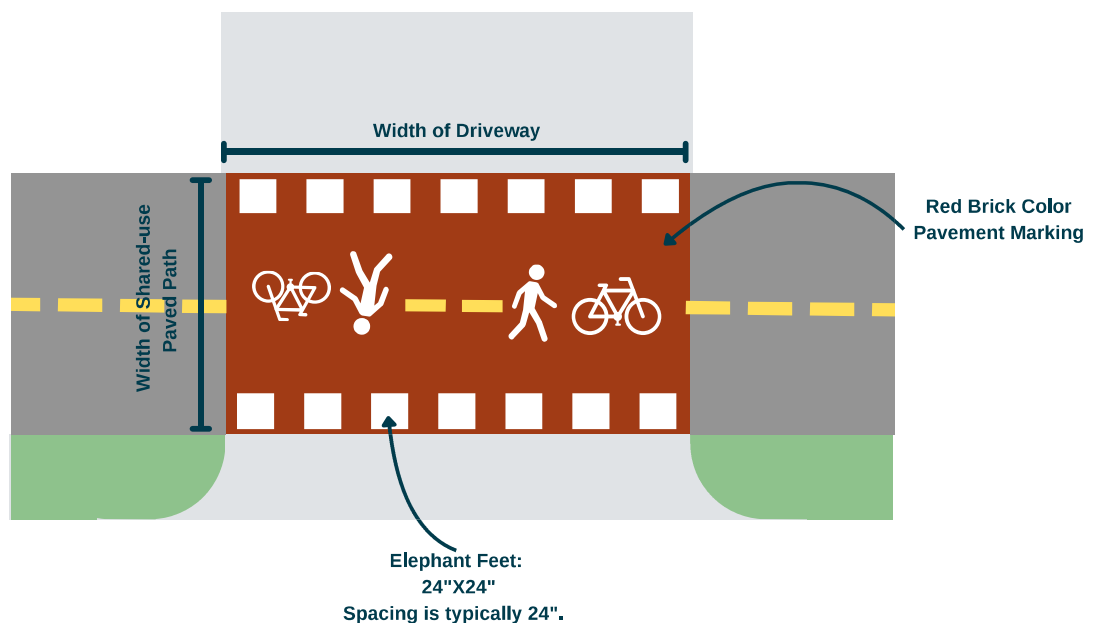 Width of Driveway
Width of Shared-use
Paved Path
Red Brick Color
Pavement Marking
Elephant Feet:
24"X24"
Spacing is typically 24".